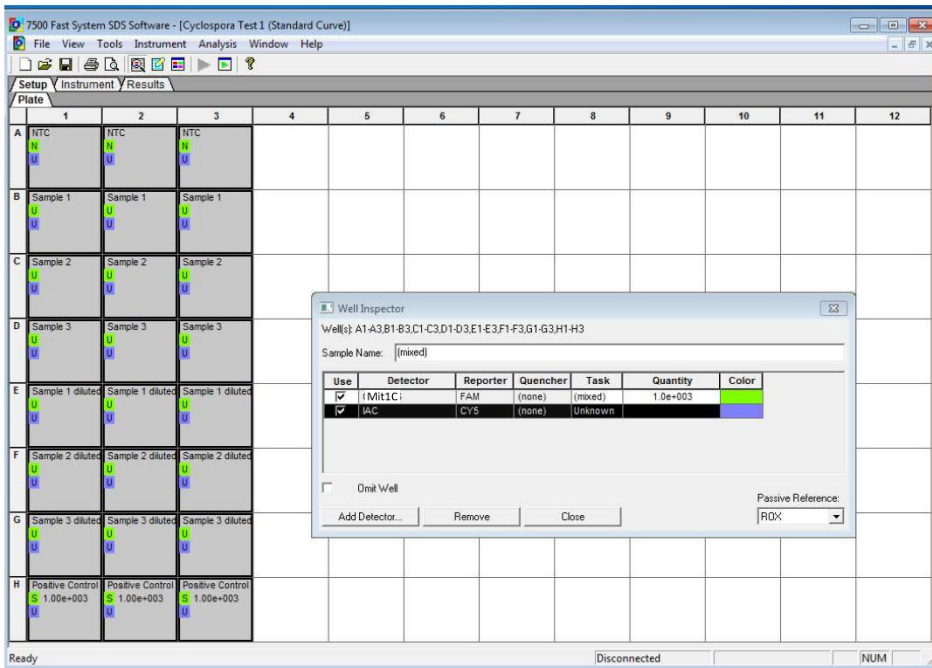 7500 Fast System SDS Software - [Cyclospora Test 1 (Standard Curve)]
File View Tools Instrument Analysis Window Help
Setup Instrument Results
Plate
1 2 3 4 5 6 7 8 9 10 11 12
A NTC NTC NTC
N N N
U U U
B Sample 1 Sample 1 Sample 1
U U U
U U U
C Sample 2 Sample 2 Sample 2
U U U
U U U
D Sample 3 Sample 3 Sample 3
U U U
U U U
E Sample 1 diluted Sample 1 diluted Sample 1 diluted
U U U
U U U
F Sample 2 diluted Sample 2 diluted Sample 2 diluted
U U U
U U U
G Sample 3 diluted Sample 3 diluted Sample 3 diluted
U U U
U U U
H Positive Control Positive Control Positive Control
S 1.00e+003 S 1.00e+003 S 1.00e+003
U U U
Well Inspector
Well(s): A1-A3,B1-B3,C1-C3,D1-D3,E1-E3,F1-F3,G1-G3,H1-H3
Sample Name: (mixed)
Use Detector Reporter Quencher Task Quantity Color
Mit1C FAM (none) (mixed) 1.0e+003
IAC CY5 (none) Unknown
Omit Well
Passive Reference:
Add Detector... Remove Close ROX
Ready Disconnected NUM